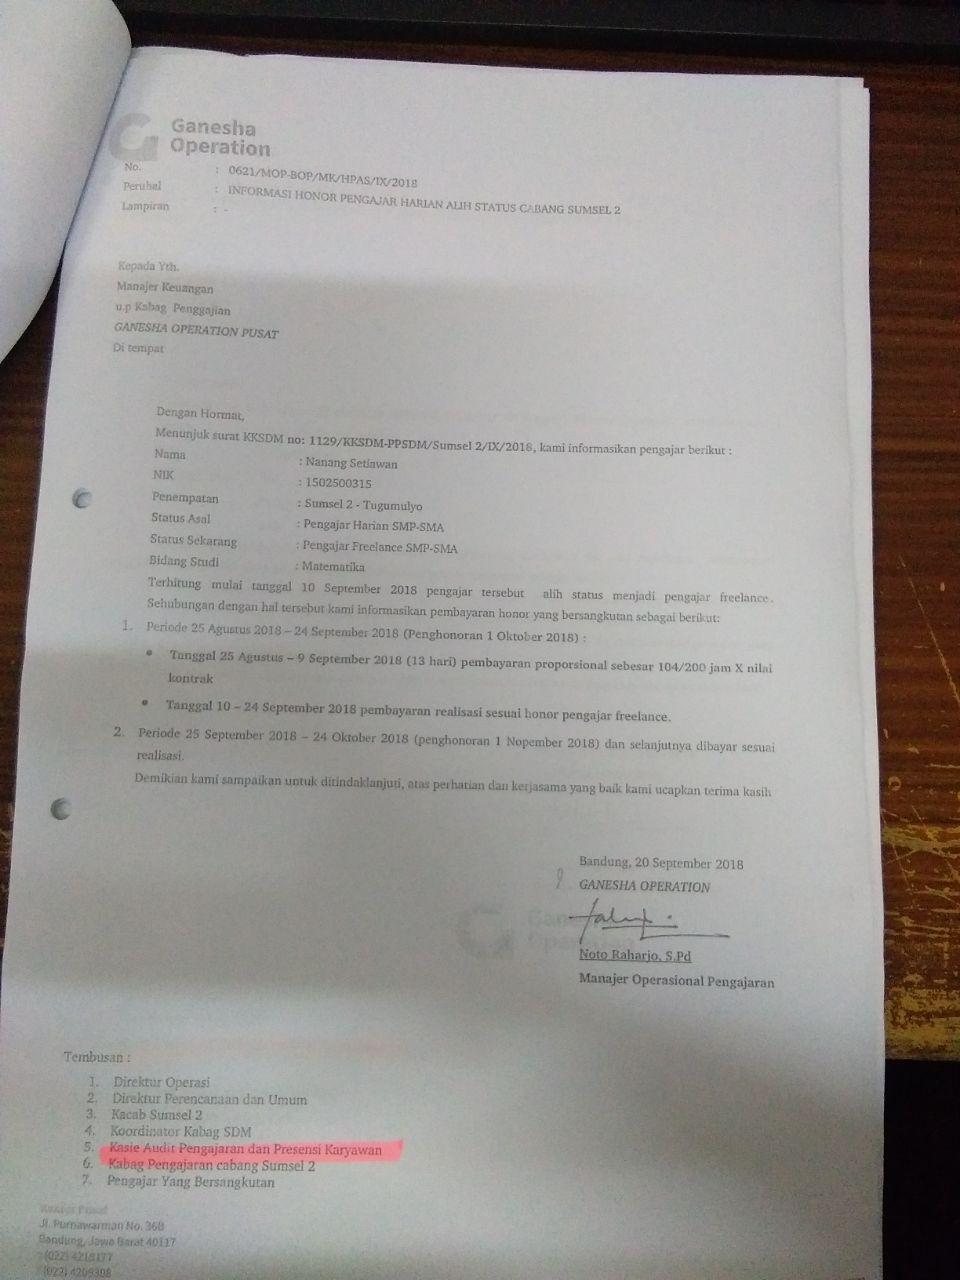 Ganesha
Operation
No. : 0621/MOP-BOP/MK/HPAS/IX/2018
Perihal : INFORMASI HONOR PENGAJAR HARIAN ALIH STATUS CABANG SUMSEL 2
Lampiran : -
Kepada Yth.
Manajer Keuangan
u.p Kabag Penggajian
GANESHA OPERATION PUSAT
Di tempat
Dengan Hormat,
Menunjuk surat KKSDM no: 1129/KKSDM-PPSDM/Sumsel 2/IX/2018, kami informasikan pengajar berikut :
Nama : Nanang Setiawan
NIK : 1502500315
Penempatan : Sumsel 2 - Tugumulyo
Status Asal : Pengajar Harian SMP-SMA
Status Sekarang : Pengajar Freelance SMP-SMA
Bidang Studi : Matematika
Terhitung mulai tanggal 10 September 2018 pengajar tersebut alih status menjadi pengajar freelance.
Sehubungan dengan hal tersebut kami informasikan pembayaran honor yang bersangkutan sebagai berikut:
1. Periode 25 Agustus 2018 – 24 September 2018 (Penghonoran 1 Oktober 2018) :
• Tanggal 25 Agustus – 9 September 2018 (13 hari) pembayaran proporsional sebesar 104/200 jam X nilai
kontrak
• Tanggal 10 – 24 September 2018 pembayaran realisasi sesuai honor pengajar freelance.
2. Periode 25 September 2018 – 24 Oktober 2018 (penghonoran 1 Nopember 2018) dan selanjutnya dibayar sesuai
realisasi.
Demikian kami sampaikan untuk ditindaklanjuti, atas perhatian dan kerjasama yang baik kami ucapkan terima kasih
Bandung, 20 September 2018
GANESHA OPERATION
Noto Raharjo, S.Pd
Manajer Operasional Pengajaran
Tembusan :
1. Direktur Operasi
2. Direktur Perencanaan dan Umum
3. Kacab Sumsel 2
4. Koordinator Kabag SDM
5. Kasie Audit Pengajaran dan Presensi Karyawan
6. Kabag Pengajaran cabang Sumsel 2
7. Pengajar Yang Bersangkutan
Kantor Pusat
Jl. Purnawarman No. 36B
Bandung, Jawa Barat 40117
(022) 4218177